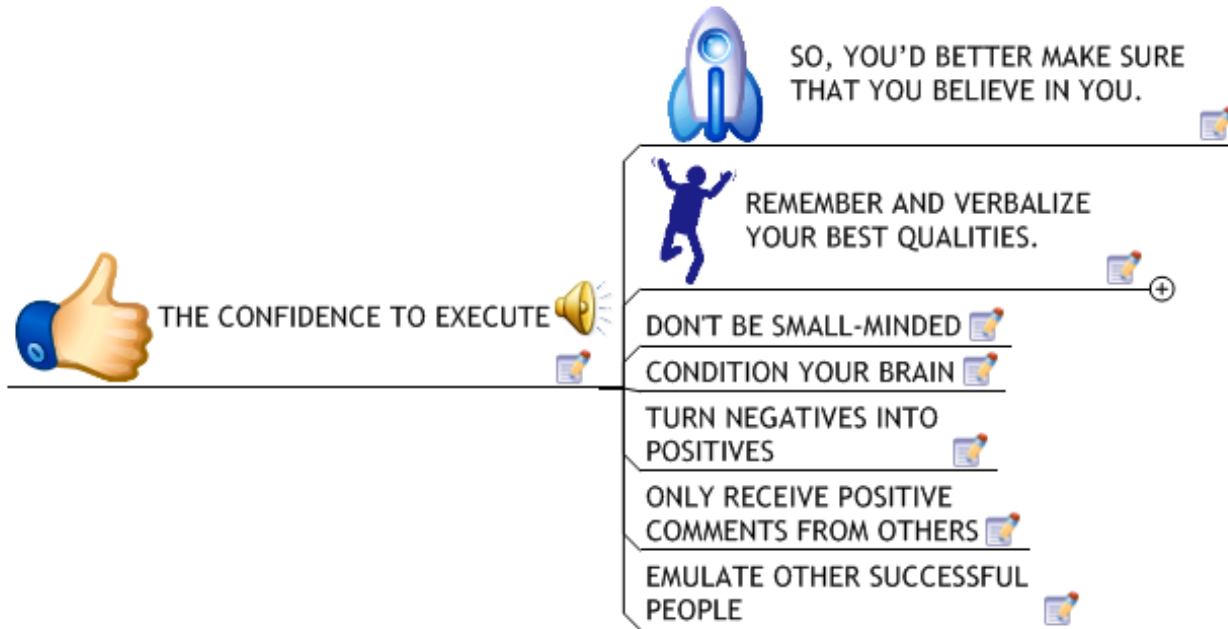 SO, YOU’D BETTER MAKE SURE
THAT YOU BELIEVE IN YOU.
REMEMBER AND VERBALIZE
YOUR BEST QUALITIES.
THE CONFIDENCE TO EXECUTE
DON'T BE SMALL-MINDED
CONDITION YOUR BRAIN
TURN NEGATIVES INTO
POSITIVES
ONLY RECEIVE POSITIVE
COMMENTS FROM OTHERS
EMULATE OTHER SUCCESSFUL
PEOPLE